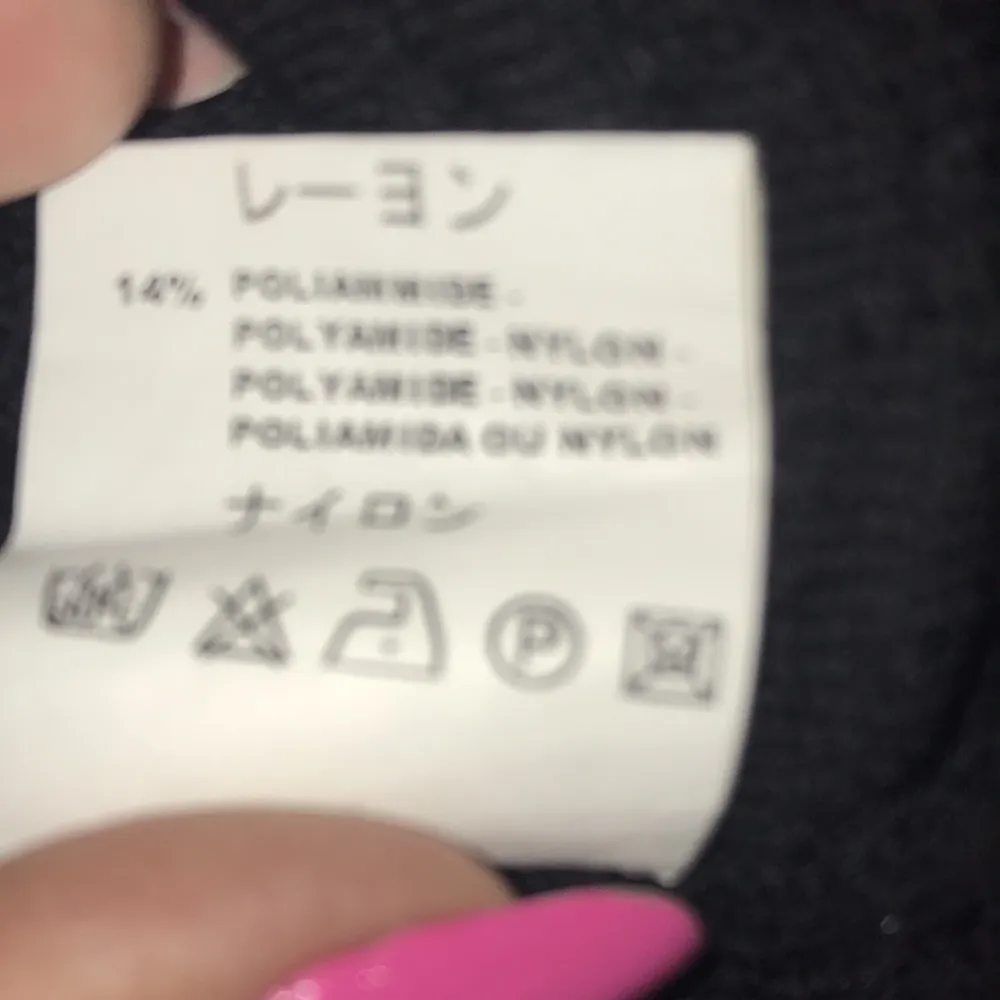 レーヨン
14% POLIAMMIDE -
POLYAMIDE - NYLON -
POLYAMIDE - NYLON -
POLIAMIDA OU NYLON
ナイロン
P